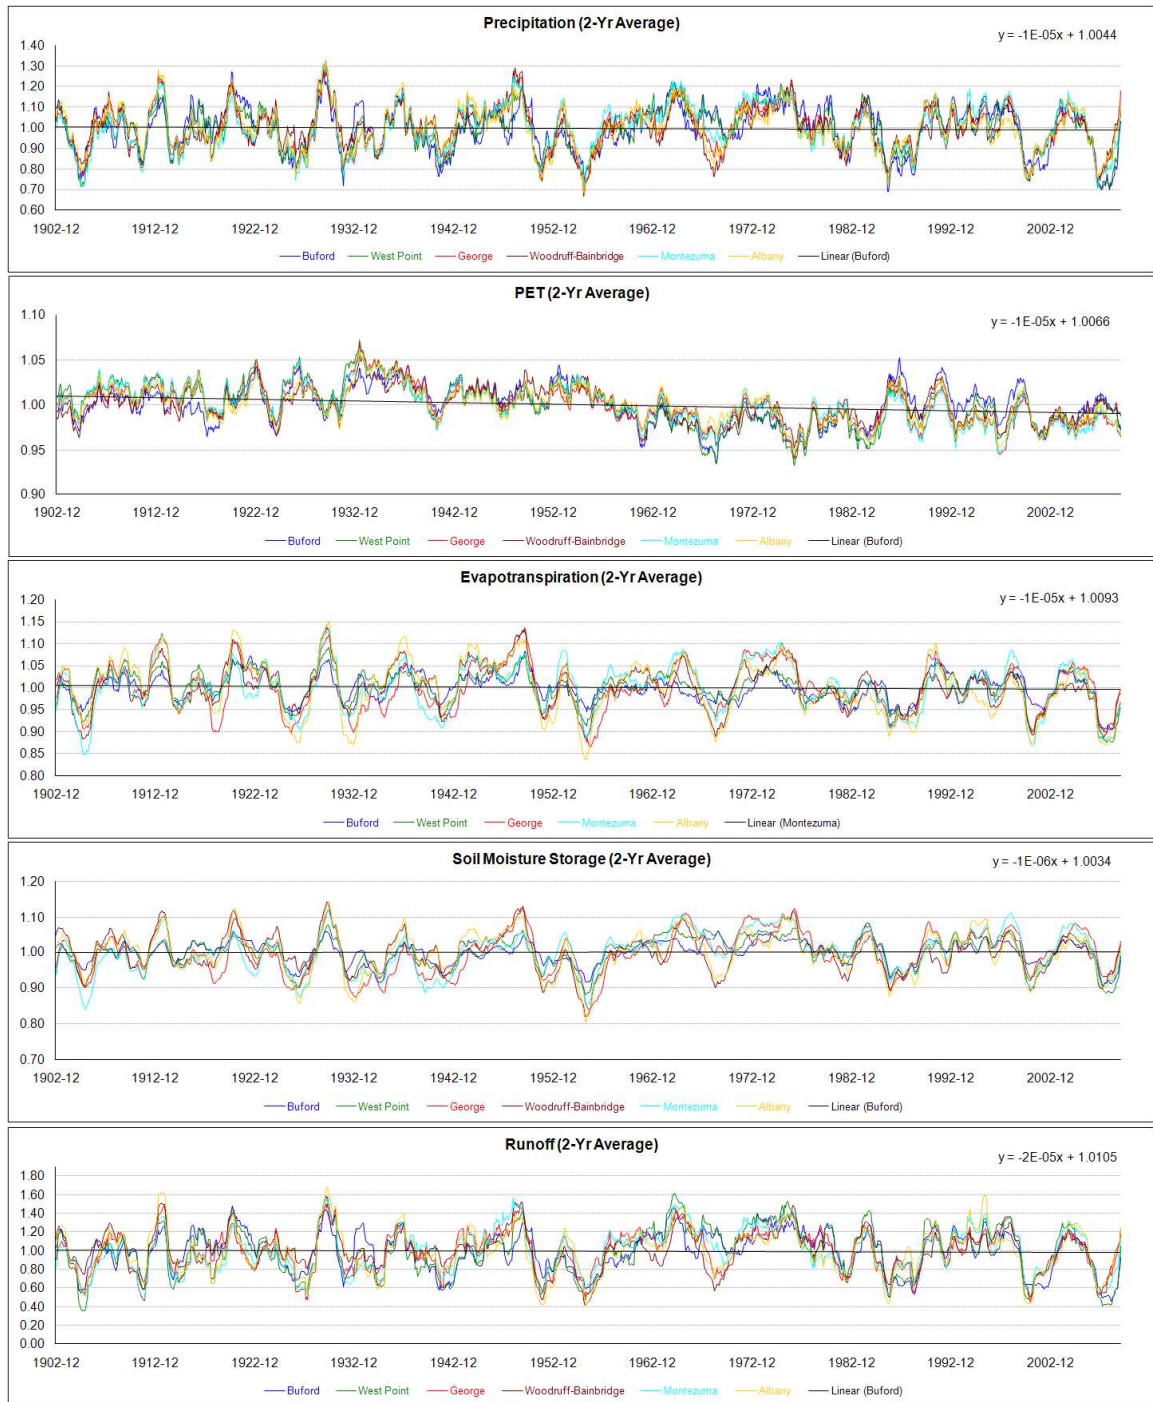 Precipitation (2-Yr Average)
y = -1E-05x + 1.0044
1.40
1.30
1.20
1.10
1.00
0.90
0.80
0.70
0.60
1902-12 1912-12 1922-12 1932-12 1942-12 1952-12 1962-12 1972-12 1982-12 1992-12 2002-12
Buford West Point George Woodruff-Bainbridge Montezuma Albany Linear (Buford)
PET (2-Yr Average)
y = -1E-05x + 1.0066
1.10
1.05
1.00
0.95
0.90
1902-12 1912-12 1922-12 1932-12 1942-12 1952-12 1962-12 1972-12 1982-12 1992-12 2002-12
Buford West Point George Woodruff-Bainbridge Montezuma Albany Linear (Buford)
Evapotranspiration (2-Yr Average)
y = -1E-05x + 1.0093
1.20
1.15
1.10
1.05
1.00
0.95
0.90
0.85
0.80
1902-12 1912-12 1922-12 1932-12 1942-12 1952-12 1962-12 1972-12 1982-12 1992-12 2002-12
Buford West Point George Montezuma Albany Linear (Montezuma)
Soil Moisture Storage (2-Yr Average)
y = -1E-06x + 1.0034
1.20
1.10
1.00
0.90
0.80
0.70
1902-12 1912-12 1922-12 1932-12 1942-12 1952-12 1962-12 1972-12 1982-12 1992-12 2002-12
Buford West Point George Woodruff-Bainbridge Montezuma Albany Linear (Buford)
Runoff (2-Yr Average)
y = -2E-05x + 1.0105
1.80
1.60
1.40
1.20
1.00
0.80
0.60
0.40
0.20
0.00
1902-12 1912-12 1922-12 1932-12 1942-12 1952-12 1962-12 1972-12 1982-12 1992-12 2002-12
Buford West Point George Woodruff-Bainbridge Montezuma Albany Linear (Buford)